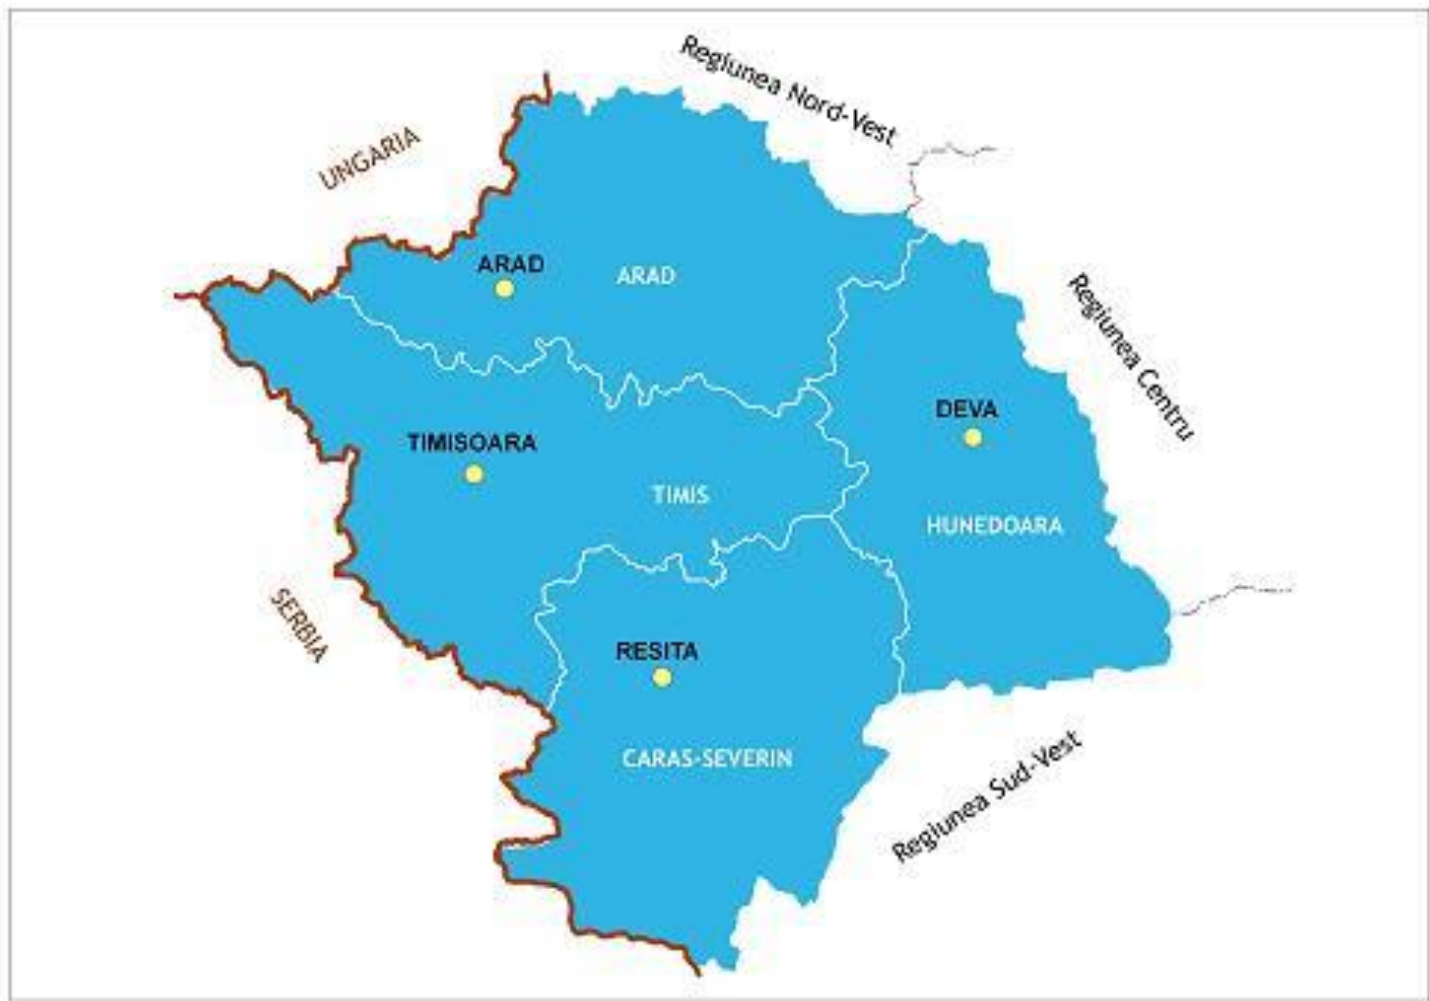 Regiunea Nord-Vest
UNGARIA
ARAD
ARAD
Regiunea Centru
DEVA
TIMISOARA
TIMIS
HUNEDOARA
SERBIA
RESITA
CARAS-SEVERIN
Regiunea Sud-Vest